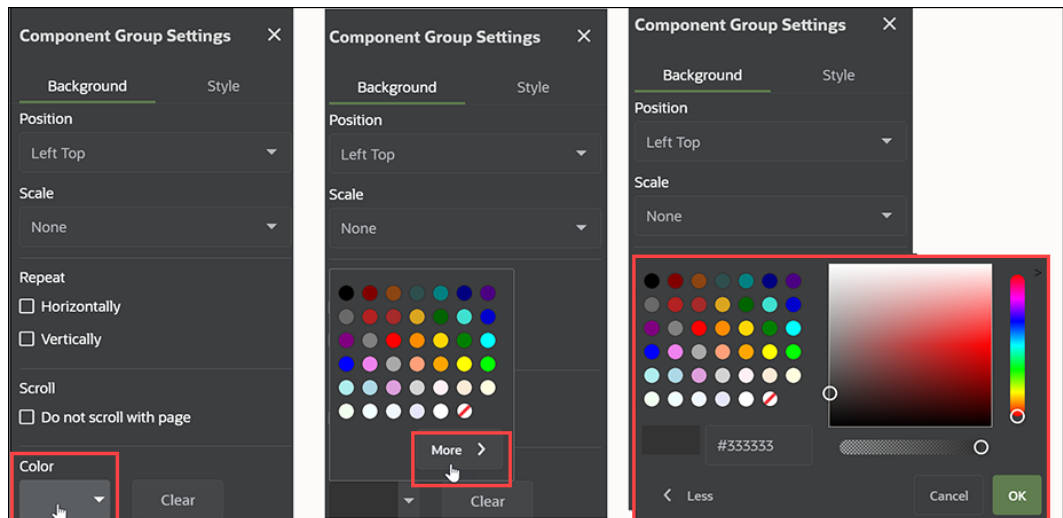 Component Group Settings
Background Style
Position
Left Top
Scale
None
Repeat
Horizontally
Vertically
Scroll
Do not scroll with page
Color
Clear
Component Group Settings
Background Style
Position
Left Top
Scale
None
More
Clear
Component Group Settings
Background Style
Position
Left Top
Scale
None
#333333
Less Cancel OK